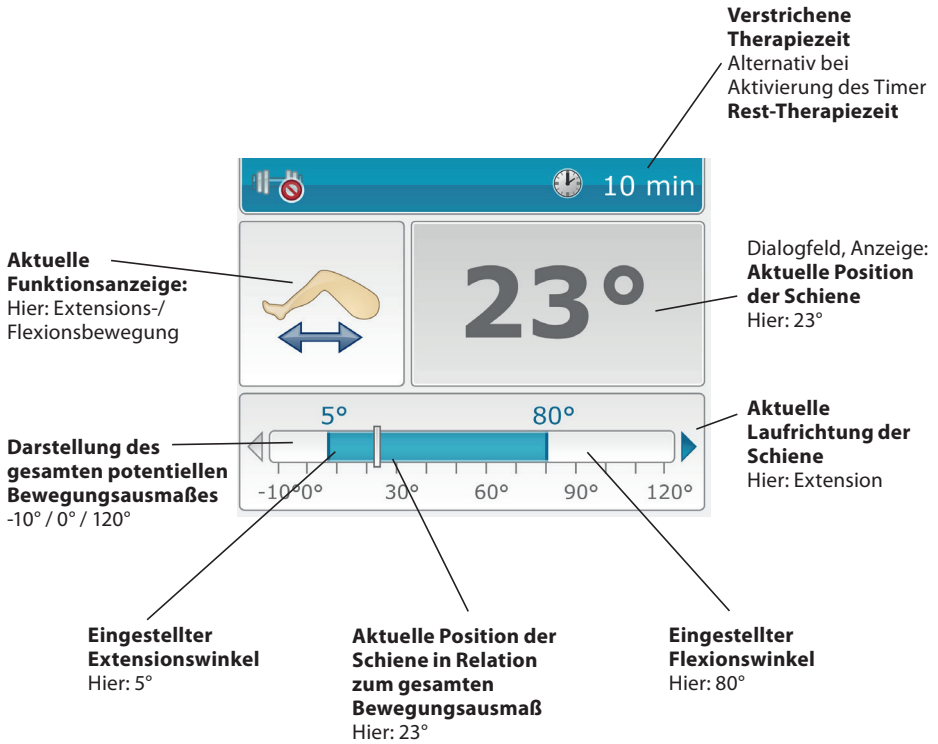 Verstrichene
Therapiezeit
Alternativ bei
Aktivierung des Timer
Rest-Therapiezeit
10 min
Aktuelle
Funktionsanzeige:
Hier: Extensions-/
Flexionsbewegung
23°
Dialogfeld, Anzeige:
Aktuelle Position
der Schiene
Hier: 23°
5° 80°
-10° 0° 30° 60° 90° 120°
Darstellung des
gesamten potentiellen
Bewegungsausmaßes
-10° / 0° / 120°
Aktuelle
Laufrichtung der
Schiene
Hier: Extension
Eingestellter
Extensionswinkel
Hier: 5°
Aktuelle Position der
Schiene in Relation
zum gesamten
Bewegungsausmaß
Hier: 23°
Eingestellter
Flexionswinkel
Hier: 80°